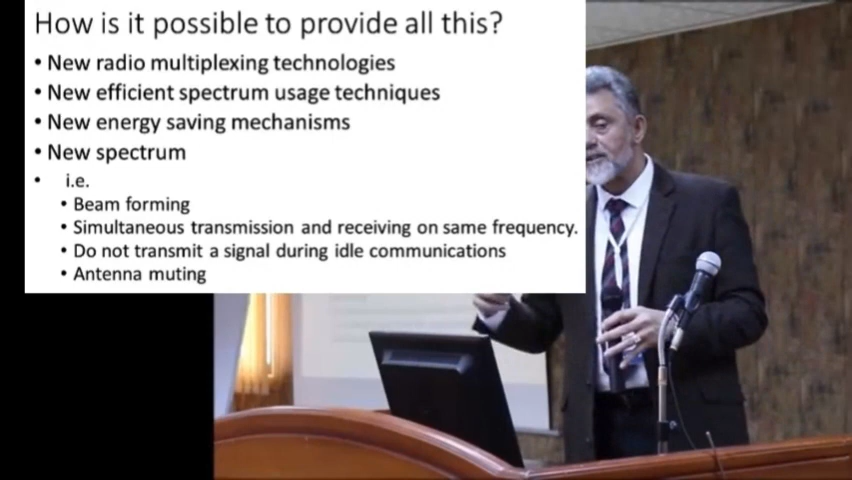 How is it possible to provide all this?
• New radio multiplexing technologies
• New efficient spectrum usage techniques
• New energy saving mechanisms
• New spectrum
• i.e.
• Beam forming
• Simultaneous transmission and receiving on same frequency.
• Do not transmit a signal during idle communications
• Antenna muting